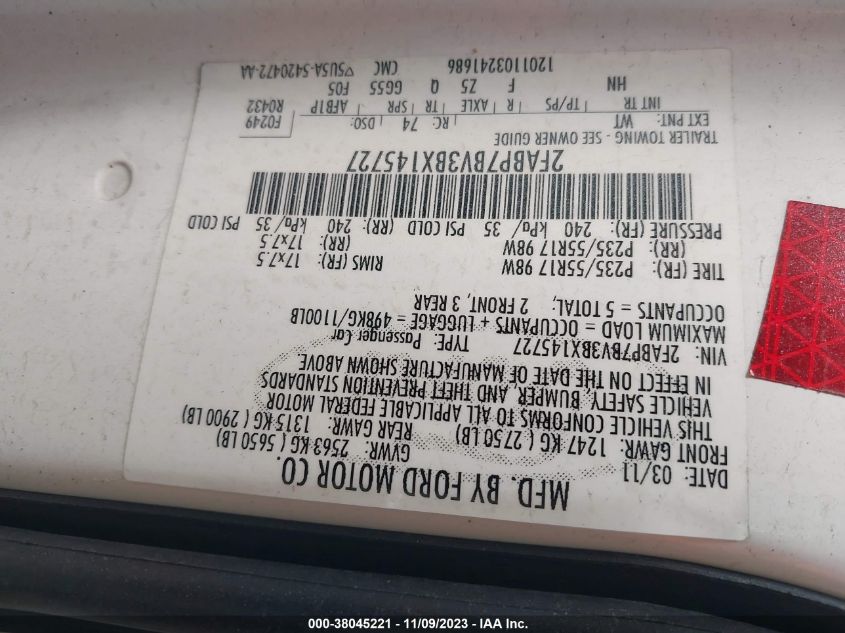 MFD. BY FORD MOTOR CO.
DATE: 03/11 GVWR: 2563 KG ( 5650 LB)
FRONT GAWR: 1247 KG ( 2750 LB) REAR GAWR: 1315 KG ( 2900 LB)
THIS VEHICLE CONFORMS TO ALL APPLICABLE FEDERAL MOTOR
VEHICLE SAFETY, BUMPER, AND THEFT PREVENTION STANDARDS
IN EFFECT ON THE DATE OF MANUFACTURE SHOWN ABOVE
VIN: 2FABP7BV3BX145727 TYPE: Passenger Car
MAXIMUM LOAD = OCCUPANTS + LUGGAGE = 498KG/1100LB
OCCUPANTS = 5 TOTAL; 2 FRONT, 3 REAR
TIRE (FR): P235/55R17 98W RIMS (FR): 17x7.5
(RR): P235/55R17 98W (RR): 17x7.5
PRESSURE (FR): 240 kPa/ 35 PSI COLD (RR): 240 kPa/ 35 PSI COLD
2FABP7BV3BX145727
TRAILER TOWING - SEE OWNER GUIDE
EXT PNT: WT RC: 74 DSO: F0249
INT TR | TP/PS | R | AXLE | TR | SPR AFB1P R0432
HN F Z5 Q GG55 F05
1201103241686 CMC ▽5U5A-5420472-AA
000-38045221 - 11/09/2023 - IAA Inc.